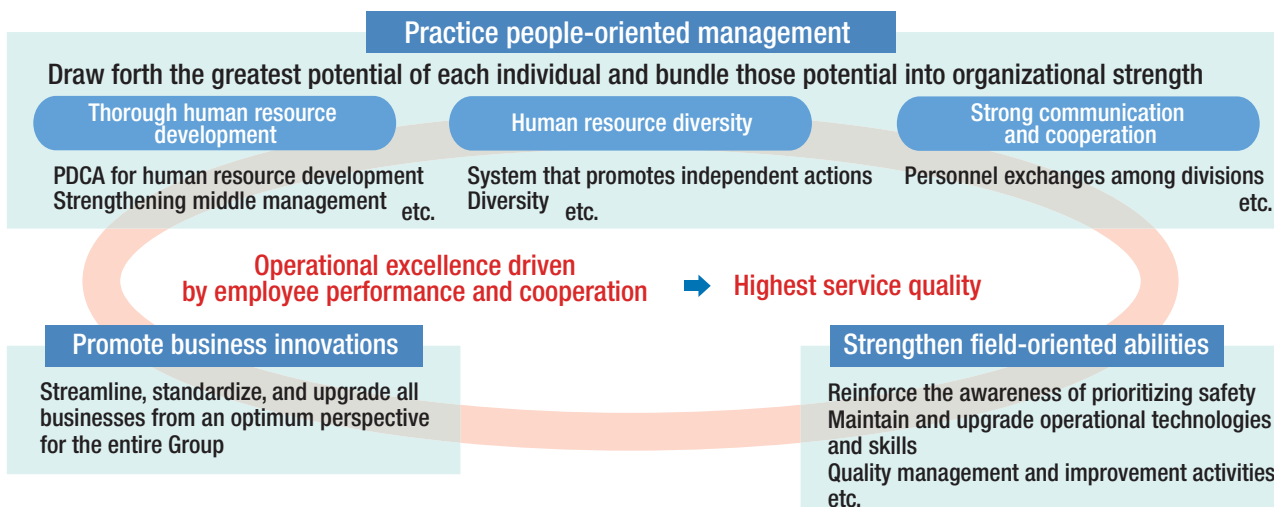 Practice people-oriented management
Draw forth the greatest potential of each individual and bundle those potential into organizational strength
Thorough human resource
development
PDCA for human resource development
Strengthening middle management etc.
Human resource diversity
System that promotes independent actions
Diversity etc.
Strong communication
and cooperation
Personnel exchanges among divisions
etc.
Operational excellence driven
by employee performance and cooperation
Highest service quality
Promote business innovations
Streamline, standardize, and upgrade all
businesses from an optimum perspective
for the entire Group
Strengthen field-oriented abilities
Reinforce the awareness of prioritizing safety
Maintain and upgrade operational technologies
and skills
Quality management and improvement activities
etc.